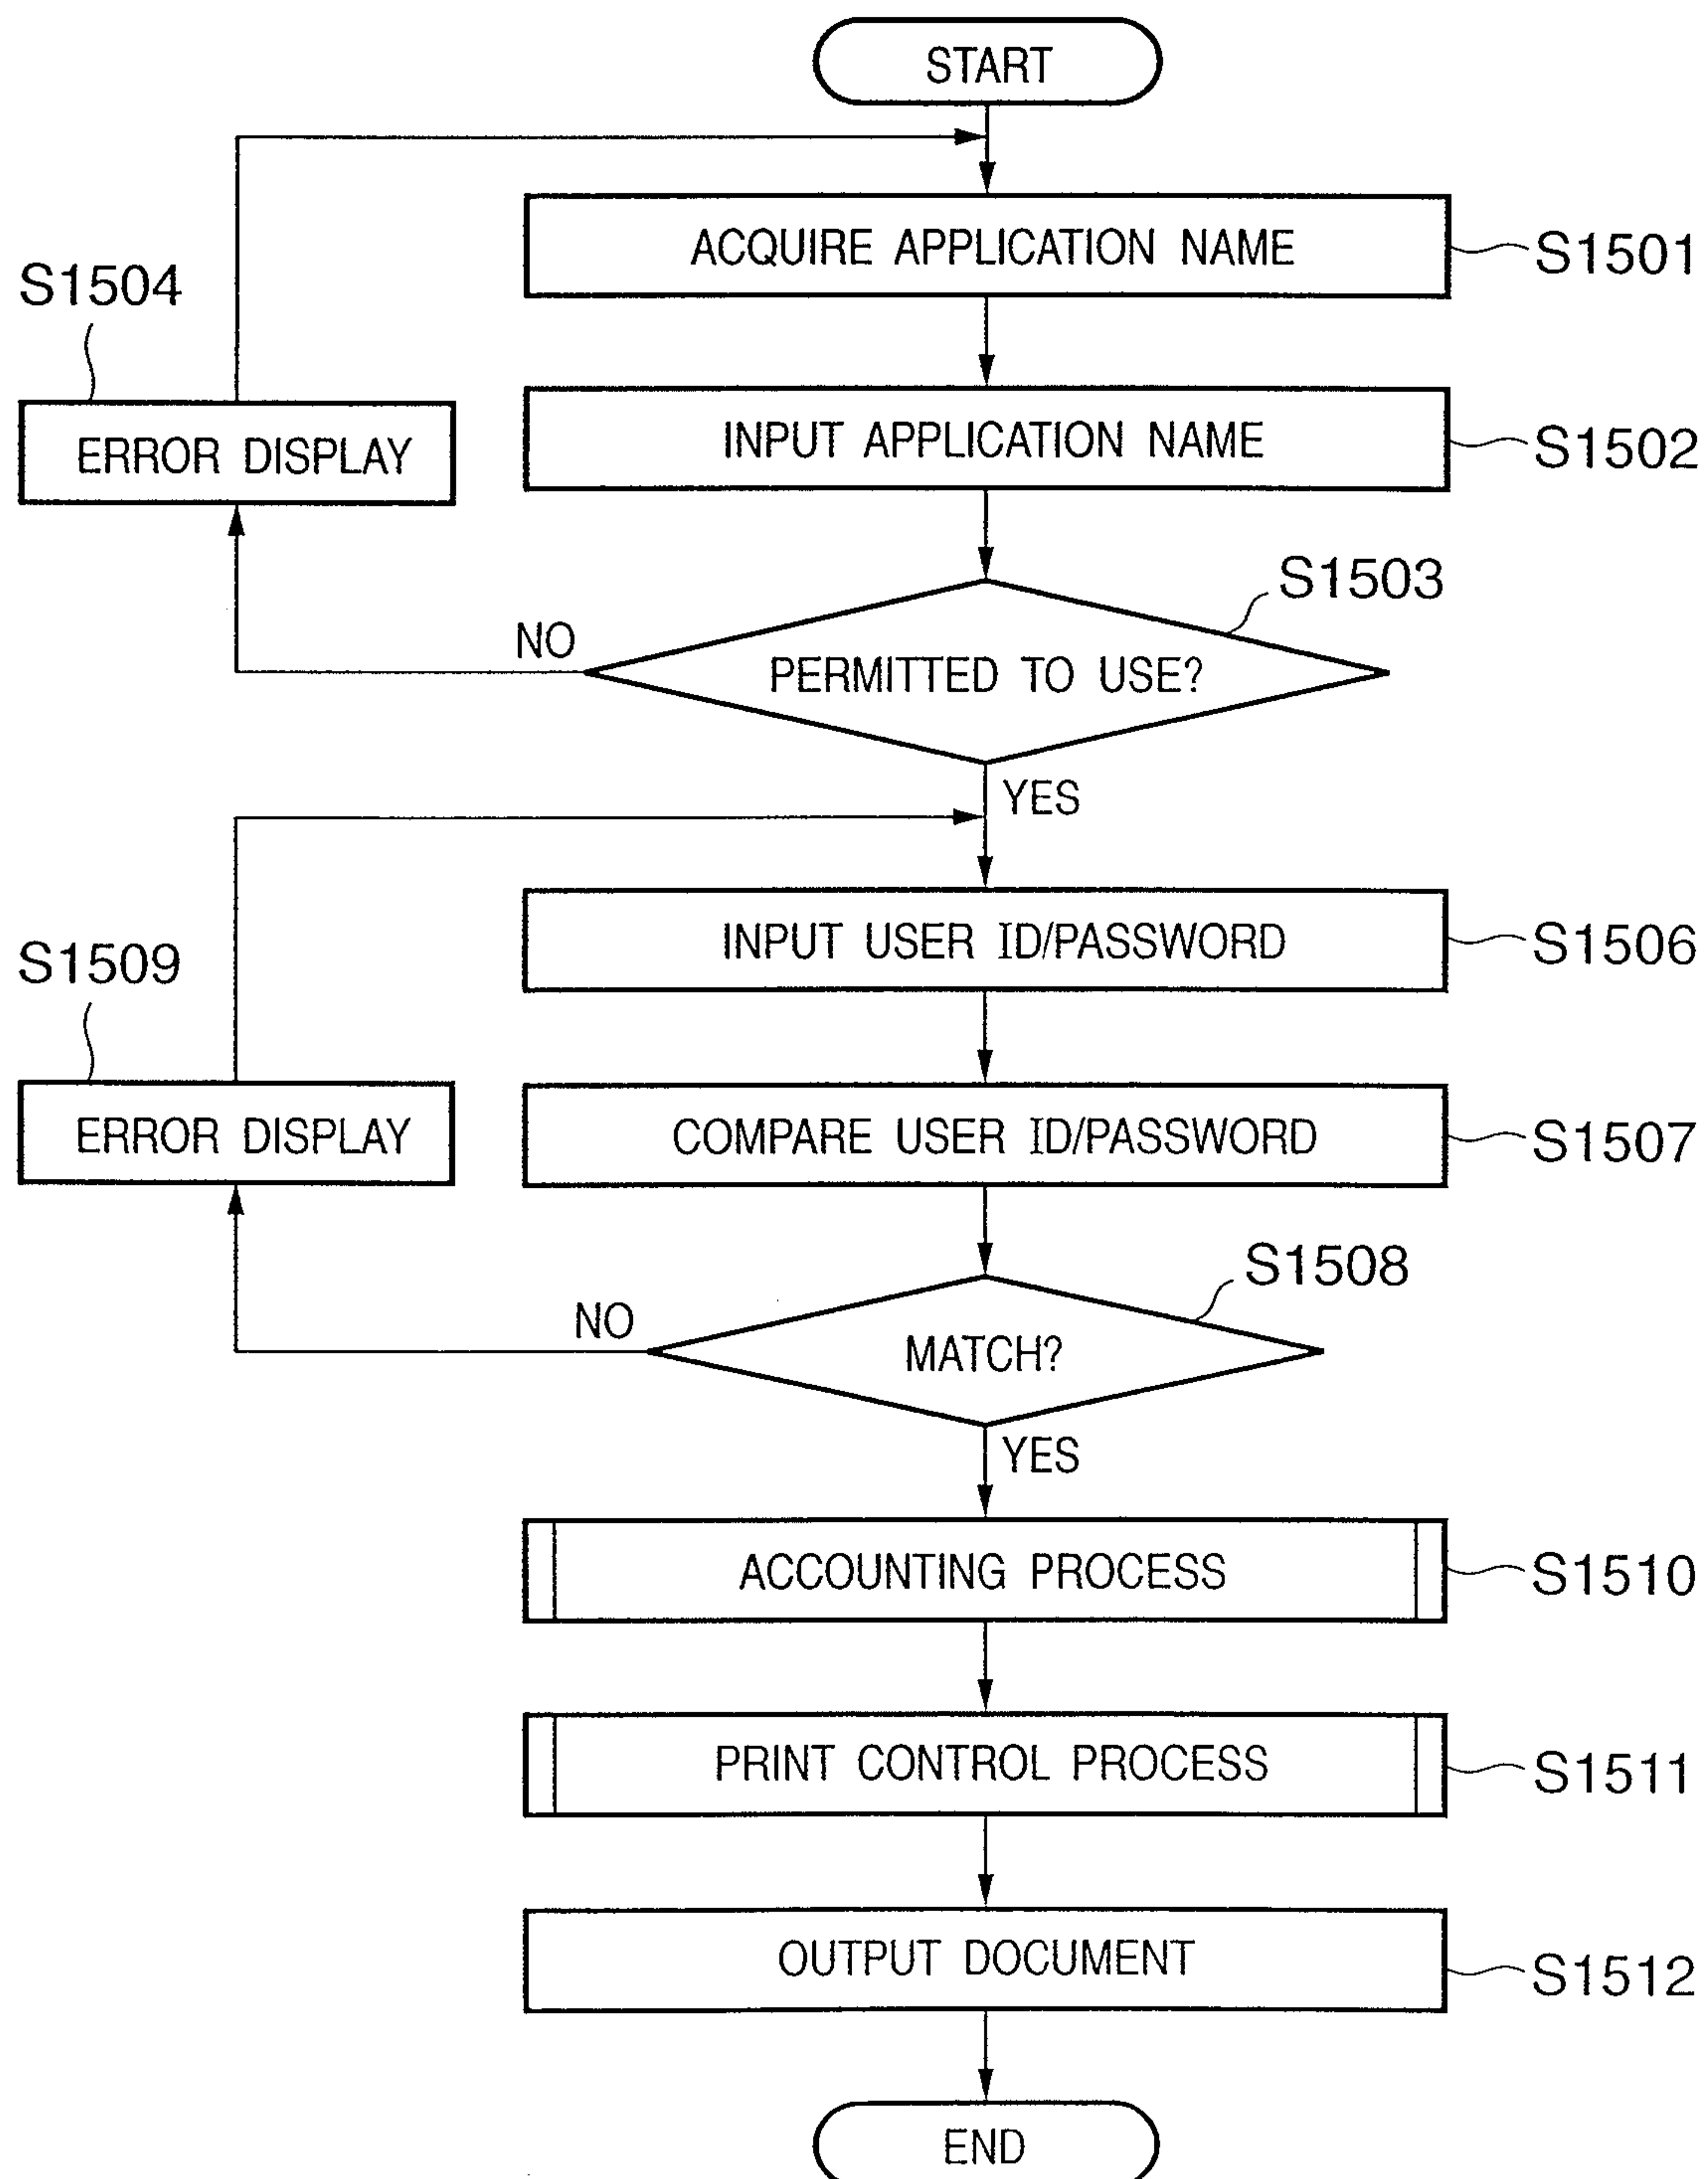 START
ACQUIRE APPLICATION NAME
S1501
S1504
ERROR DISPLAY
INPUT APPLICATION NAME
S1502
S1503
NO
PERMITTED TO USE?
YES
INPUT USER ID/PASSWORD
S1506
S1509
ERROR DISPLAY
COMPARE USER ID/PASSWORD
S1507
S1508
NO
MATCH?
YES
ACCOUNTING PROCESS
S1510
PRINT CONTROL PROCESS
S1511
OUTPUT DOCUMENT
S1512
END